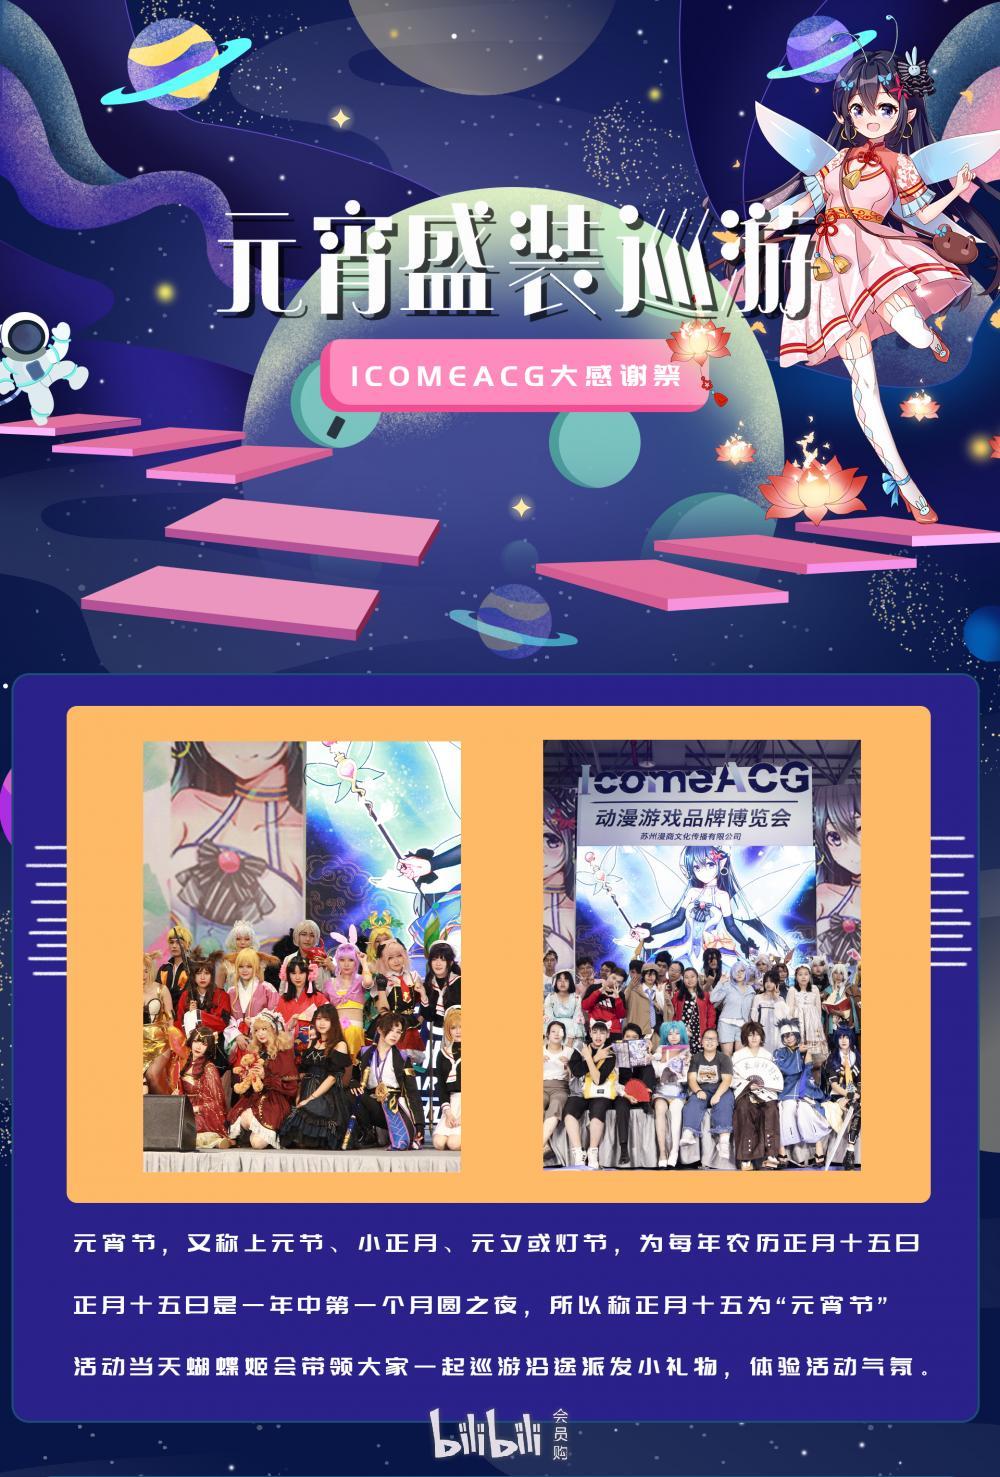 元宵盛装巡游
ICOMEACG大感谢祭
IcomeACG
动漫游戏品牌博览会
苏州漫商文化传播有限公司
元宵节，又称上元节、小正月、元夕或灯节，为每年农历正月十五日
正月十五日是一年中第一个月圆之夜，所以称正月十五为“元宵节”
活动当天蝴蝶姬会带领大家一起巡游沿途派发小礼物，体验活动气氛。
bilibili 会员购